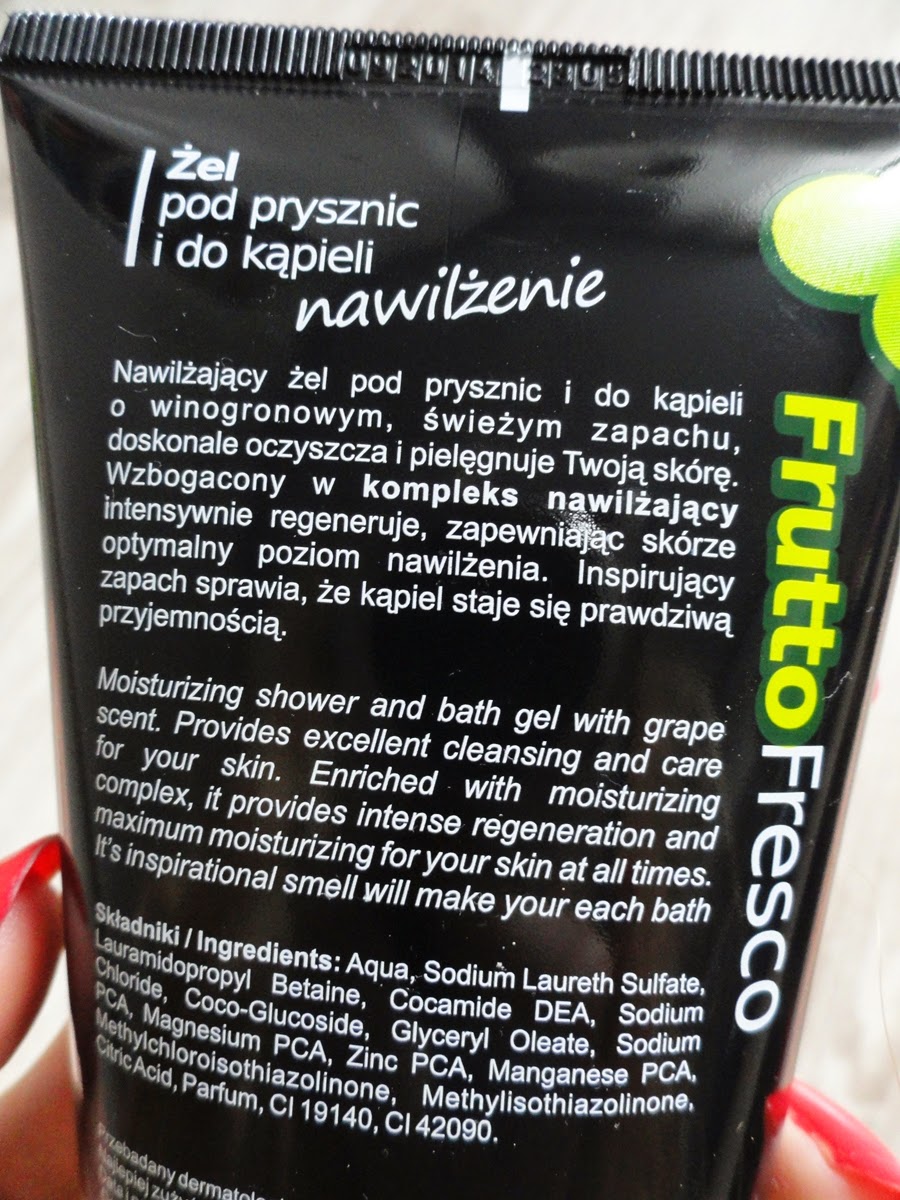 Żel
pod prysznic
i do kąpieli
nawilżenie
Nawilżający żel pod prysznic i do kąpieli
o winogronowym, świeżym zapachu,
doskonale oczyszcza i pielęgnuje Twoją skórę.
Wzbogacony w kompleks nawilżający
intensywnie regeneruje, zapewniając skórze
optymalny poziom nawilżenia. Inspirujący
zapach sprawia, że kąpiel staje się prawdziwą
przyjemnością.
Moisturizing shower and bath gel with grape
scent. Provides excellent cleansing and care
for your skin. Enriched with moisturizing
complex, it provides intense regeneration and
maximum moisturizing for your skin at all times.
It's inspirational smell will make your each bath
Składniki / Ingredients: Aqua, Sodium Laureth Sulfate,
Lauramidopropyl Betaine, Cocamide DEA, Sodium
Chloride, Coco-Glucoside, Glyceryl Oleate, Sodium
PCA, Magnesium PCA, Zinc PCA, Manganese PCA,
Methylchloroisothiazolinone, Methylisothiazolinone,
Citric Acid, Parfum, CI 19140, CI 42090.
Przebadany
Najlepiej
FruttoFresco